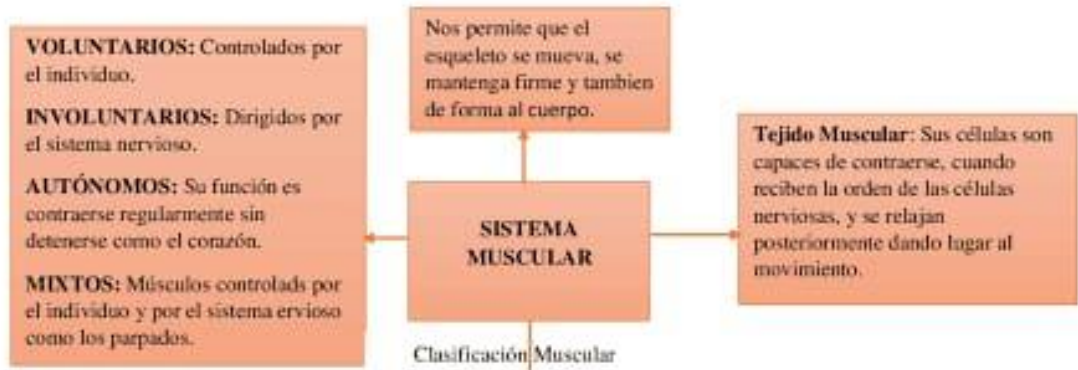 VOLUNTARIOS: Controlados por
el individuo.
INVOLUNTARIOS: Dirigidos por
el sistema nervioso.
AUTÓNOMOS: Su función es
contraerse regularmente sin
detenerse como el corazón.
MIXTOS: Músculos controlads por
el individuo y por el sistema ervioso
como los parpados.
Nos permite que el
esqueleto se mueva, se
mantenga firme y tambien
de forma al cuerpo.
SISTEMA
MUSCULAR
Tejido Muscular: Sus células son
capaces de contraerse, cuando
reciben la orden de las células
nerviosas, y se relajan
posteriormente dando lugar al
movimiento.
Clasificación Muscular